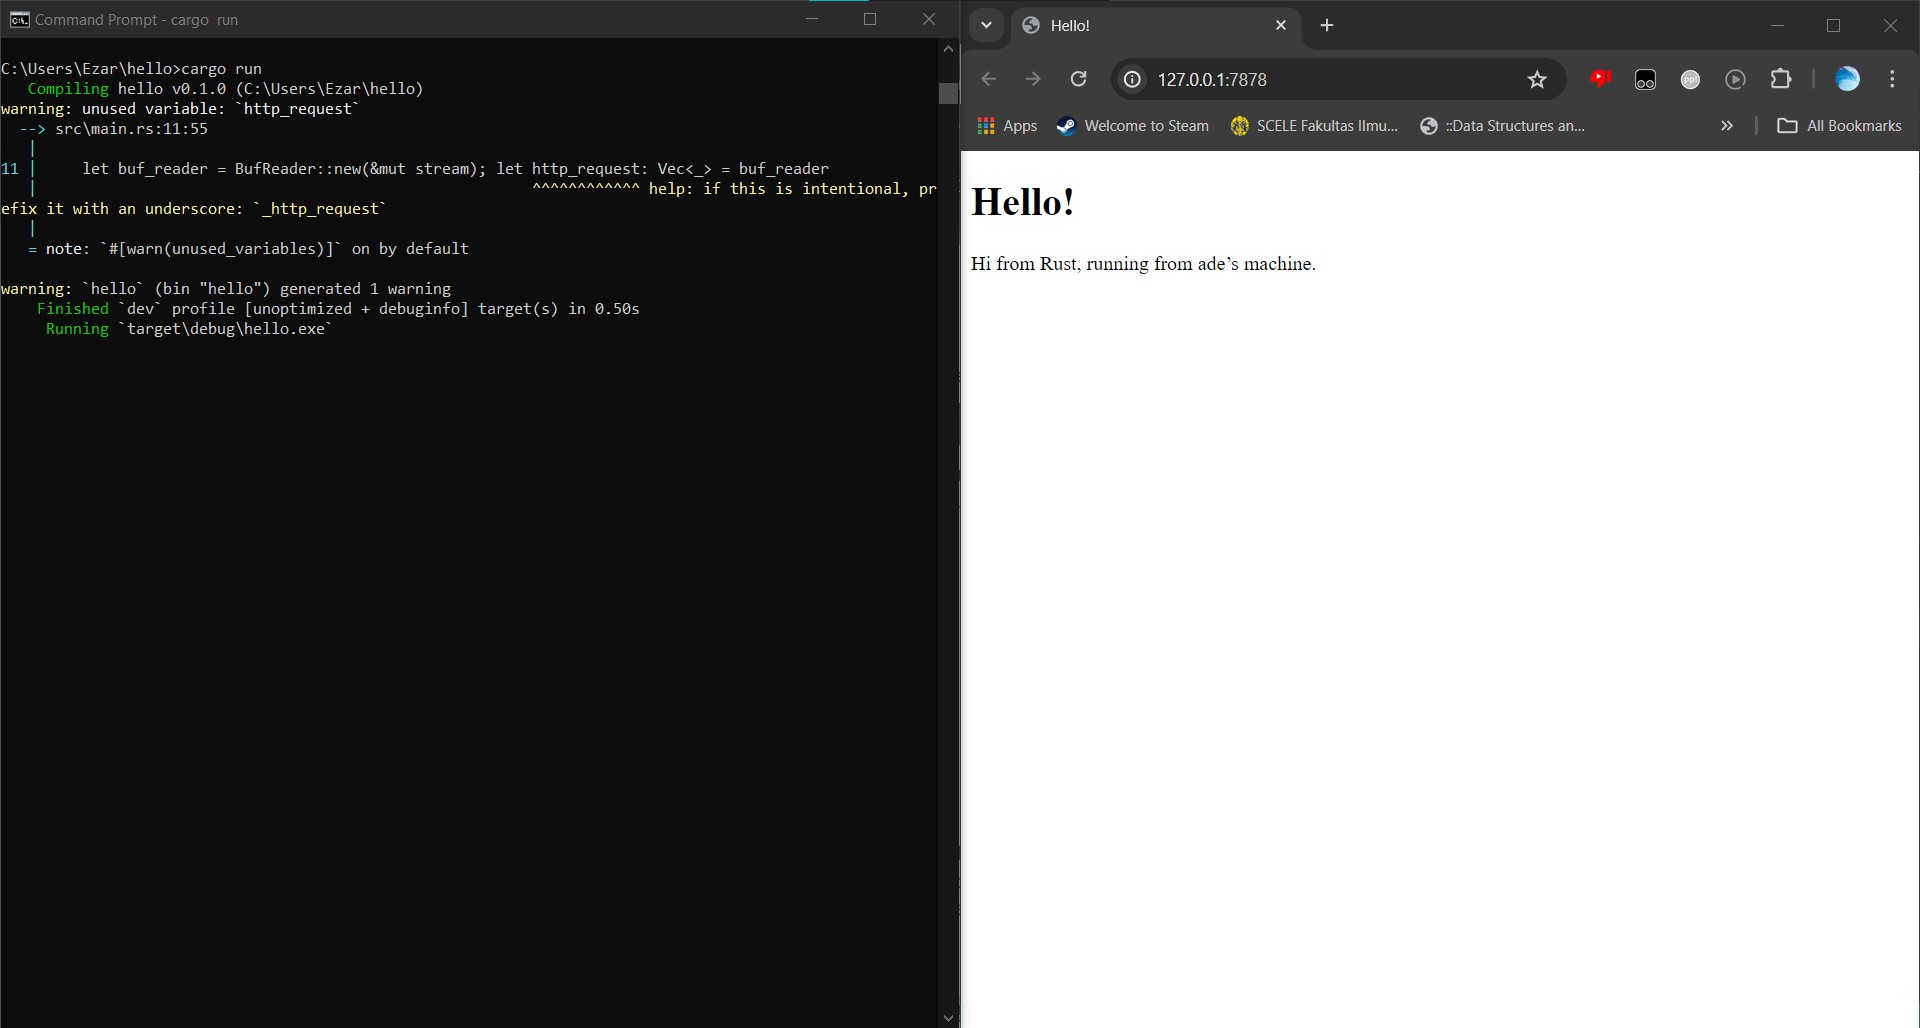 Command Prompt - cargo  run
C:\Users\Ezar\hello>cargo run
   Compiling hello v0.1.0 (C:\Users\Ezar\hello)
warning: unused variable: `http_request`
  --> src\main.rs:11:55
   |
11 |     let buf_reader = BufReader::new(&mut stream); let http_request: Vec<_> = buf_reader
   |                                                       ^^^^^^^^^^^^ help: if this is intentional, pr
efix it with an underscore: `_http_request`
   |
   = note: `#[warn(unused_variables)]` on by default
warning: `hello` (bin "hello") generated 1 warning
    Finished `dev` profile [unoptimized + debuginfo] target(s) in 0.50s
     Running `target\debug\hello.exe`
Hello!
127.0.0.1:7878
Apps
Welcome to Steam
SCELE Fakultas Ilmu...
::Data Structures an...
All Bookmarks
Hello!
Hi from Rust, running from ade’s machine.